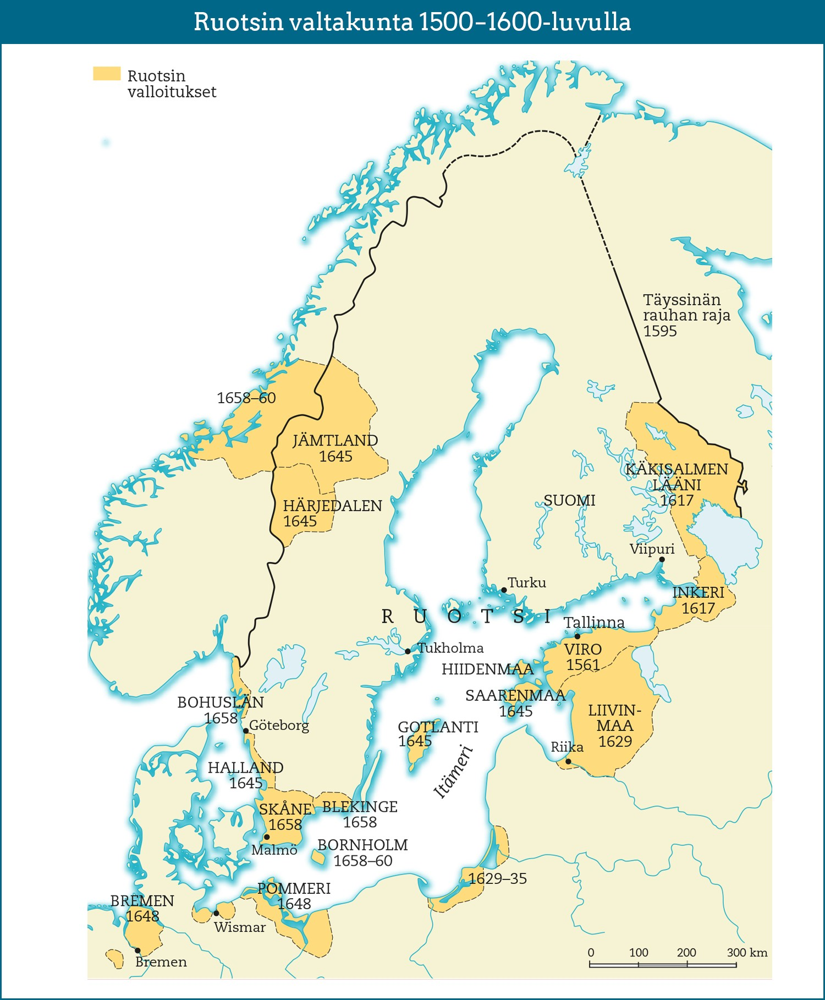 Ruotsin valtakunta 1500–1600-luvulla
Ruotsin
valloitukset
Täyssinän
rauhan raja
1595
1658–60
JÄMTLAND
1645
HÄRJEDALEN
1645
KÄKISALMEN
LÄÄNI
1617
SUOMI
Viipuri
Turku
INKERI
1617
RUOTSI
Tallinna
Tukholma
VIRO
1561
HIIDENMAA
SAARENMAA
1645
BOHUSLÄN
1658
Göteborg
GOTLANTI
1645
LIIVIN-
MAA
1629
Riika
Itämeri
HALLAND
1645
SKÅNE
1658
BLEKINGE
1658
Malmö
BORNHOLM
1658–60
1629–35
POMMERI
1648
BREMEN
1648
Wismar
Bremen
0 100 200 300 km